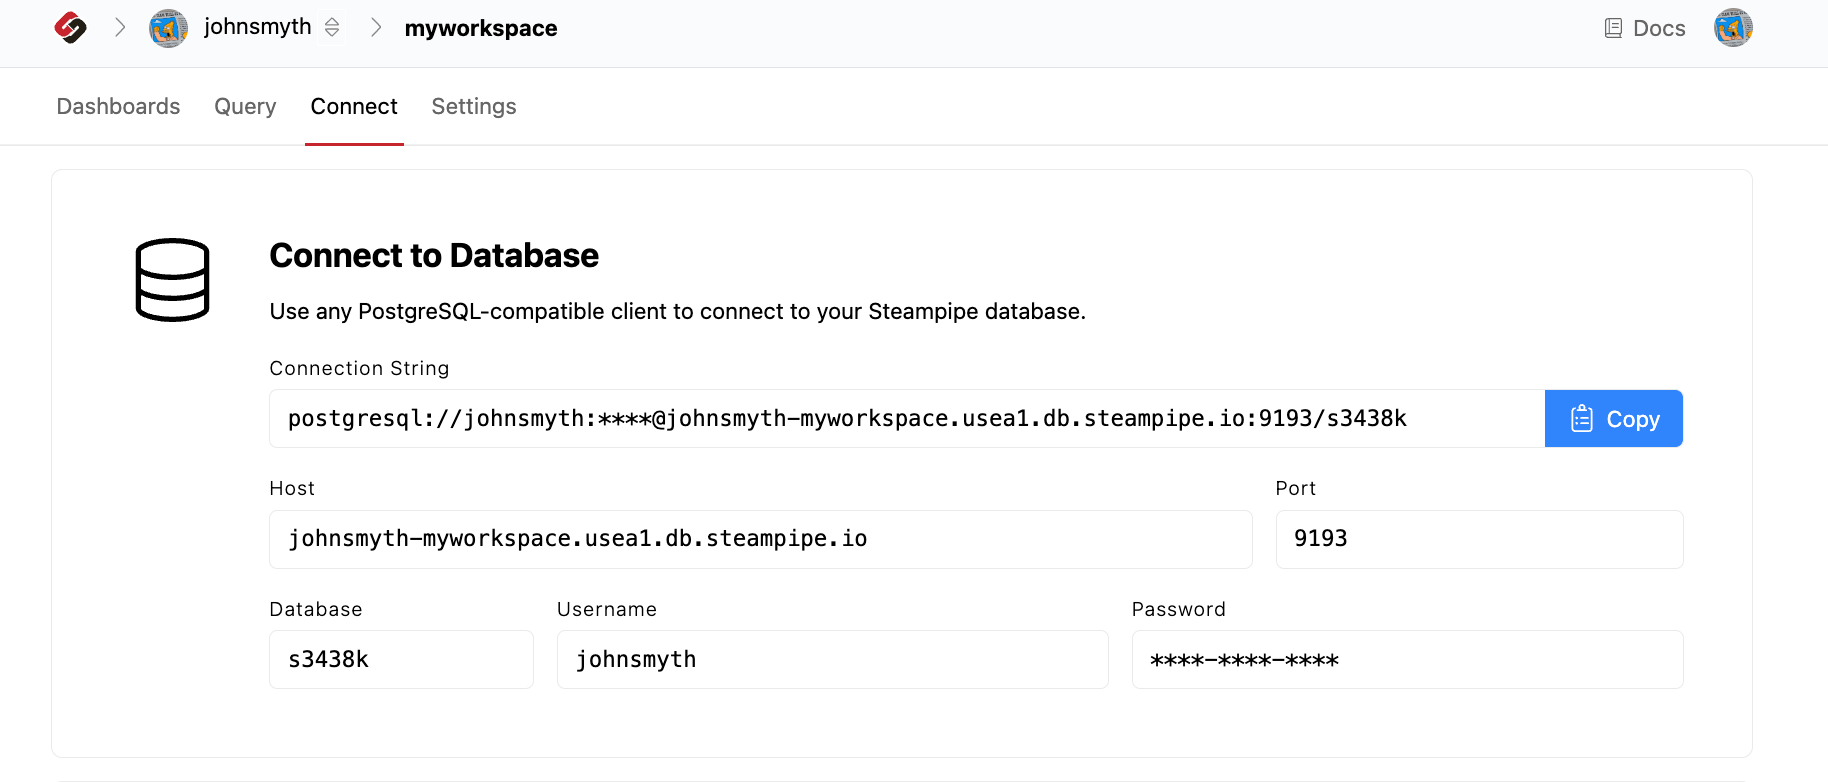 johnsmyth
myworkspace
Docs
Dashboards
Query
Connect
Settings
Connect to Database
Use any PostgreSQL-compatible client to connect to your Steampipe database.
Connection String
postgresql://johnsmyth:****@johnsmyth-myworkspace.usea1.db.steampipe.io:9193/s3438k
Copy
Host
Port
johnsmyth-myworkspace.usea1.db.steampipe.io
9193
Database
Username
Password
s3438k
johnsmyth
****-****-****